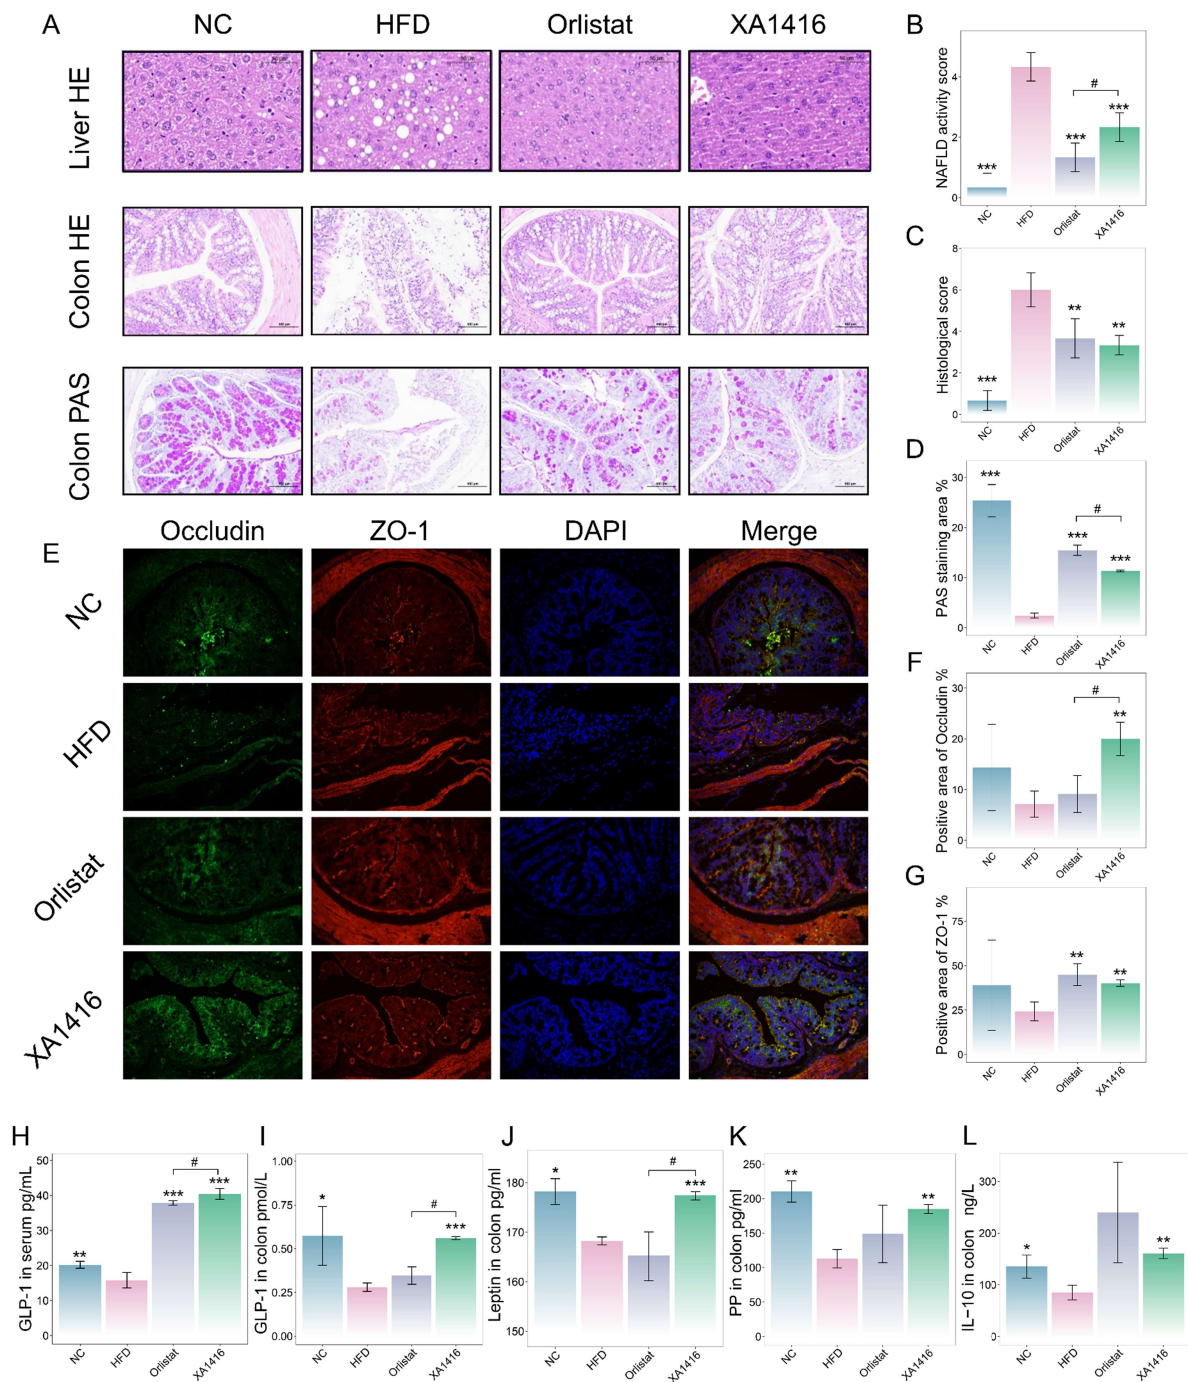 A NC HFD Orlistat XA1416
Liver HE
Colon HE
Colon PAS
B
NAFLD activity score
4
2
0
***
***
#
***
NC HFD Orlistat XA1416
C
Histological score
8
6
4
2
0
***
**
**
NC HFD Orlistat XA1416
D
PAS staining area %
30
20
10
0
***
***
#
***
NC HFD Orlistat XA1416
E Occludin ZO-1 DAPI Merge
NC
HFD
Orlistat
XA1416
F
Positive area of Occludin %
30
20
10
0
#
**
NC HFD Orlistat XA1416
G
Positive area of ZO-1 %
75
50
25
0
**
**
NC HFD Orlistat XA1416
H
GLP-1 in serum pg/mL
50
40
30
20
10
0
**
***
#
***
NC HFD Orlistat XA1416
I
GLP-1 in colon pmol/L
1.00
0.75
0.50
0.25
0.00
*
#
***
NC HFD Orlistat XA1416
J
Leptin in colon pg/ml
180
170
160
150
*
#
***
NC HFD Orlistat XA1416
K
PP in colon pg/ml
250
200
150
100
50
0
**
**
NC HFD Orlistat XA1416
L
IL-10 in colon ng/L
300
200
100
0
*
**
NC HFD Orlistat XA1416